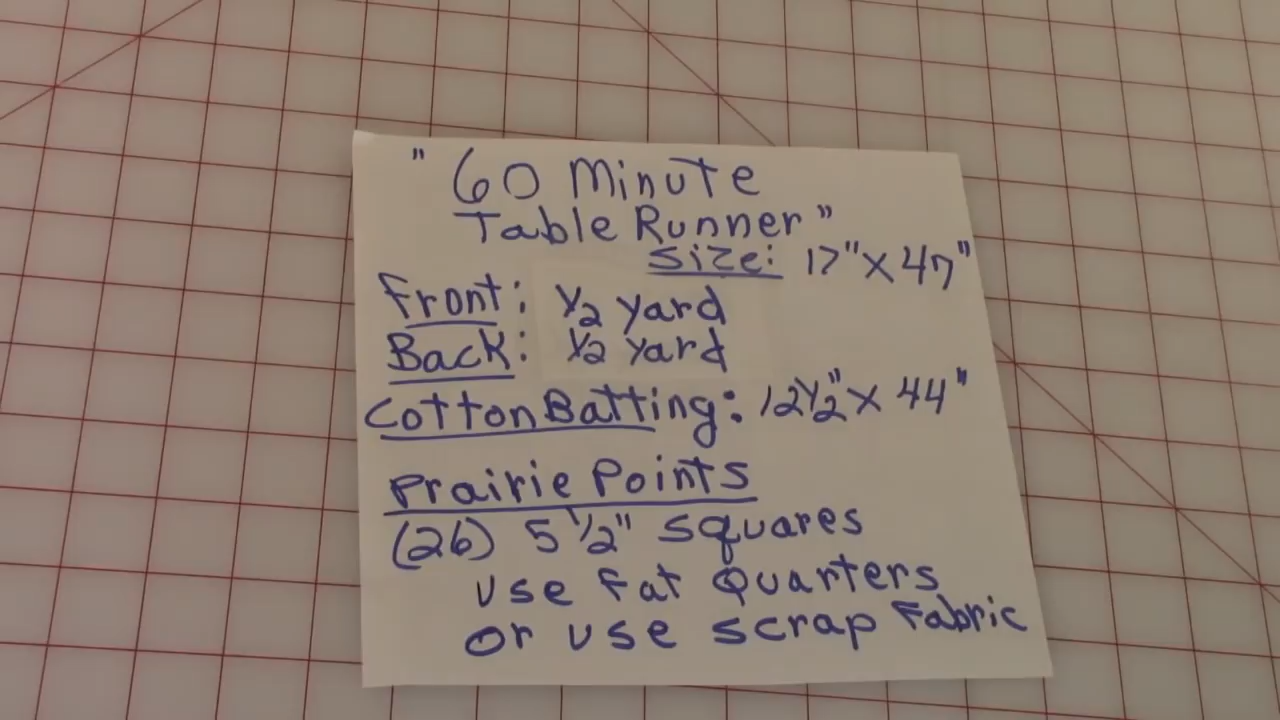 " 60 Minute
Table Runner"
Size: 17" X 47"
Front: 1/2 yard
Back: 1/2 yard
Cotton Batting: 12 1/2" X 44"
Prairie Points
(26) 5 1/2" squares
use Fat Quarters
or use scrap Fabric